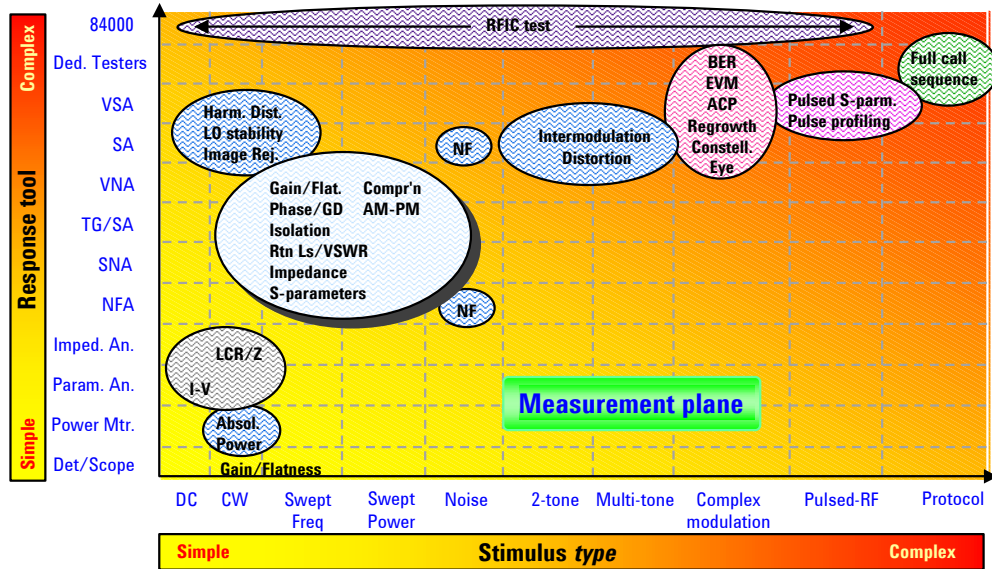 84000
RFIC test
Complex
Ded. Testers
BER
EVM
ACP
Regrowth
Constell.
Eye
Full call
sequence
VSA
Harm. Dist.
LO stability
Image Rej.
Pulsed S-parm.
Pulse profiling
SA
NF
Intermodulation
Distortion
VNA
Gain/Flat. Compr'n
Phase/GD AM-PM
Isolation
Rtn Ls/VSWR
Impedance
S-parameters
TG/SA
Response tool
SNA
NFA
NF
Imped. An.
LCR/Z
Param. An.
I-V
Measurement plane
Power Mtr.
Absol.
Power
Simple
Det/Scope
Gain/Flatness
DC
CW
Swept
Freq
Swept
Power
Noise
2-tone
Multi-tone
Complex
modulation
Pulsed-RF
Protocol
Simple
Stimulus type
Complex